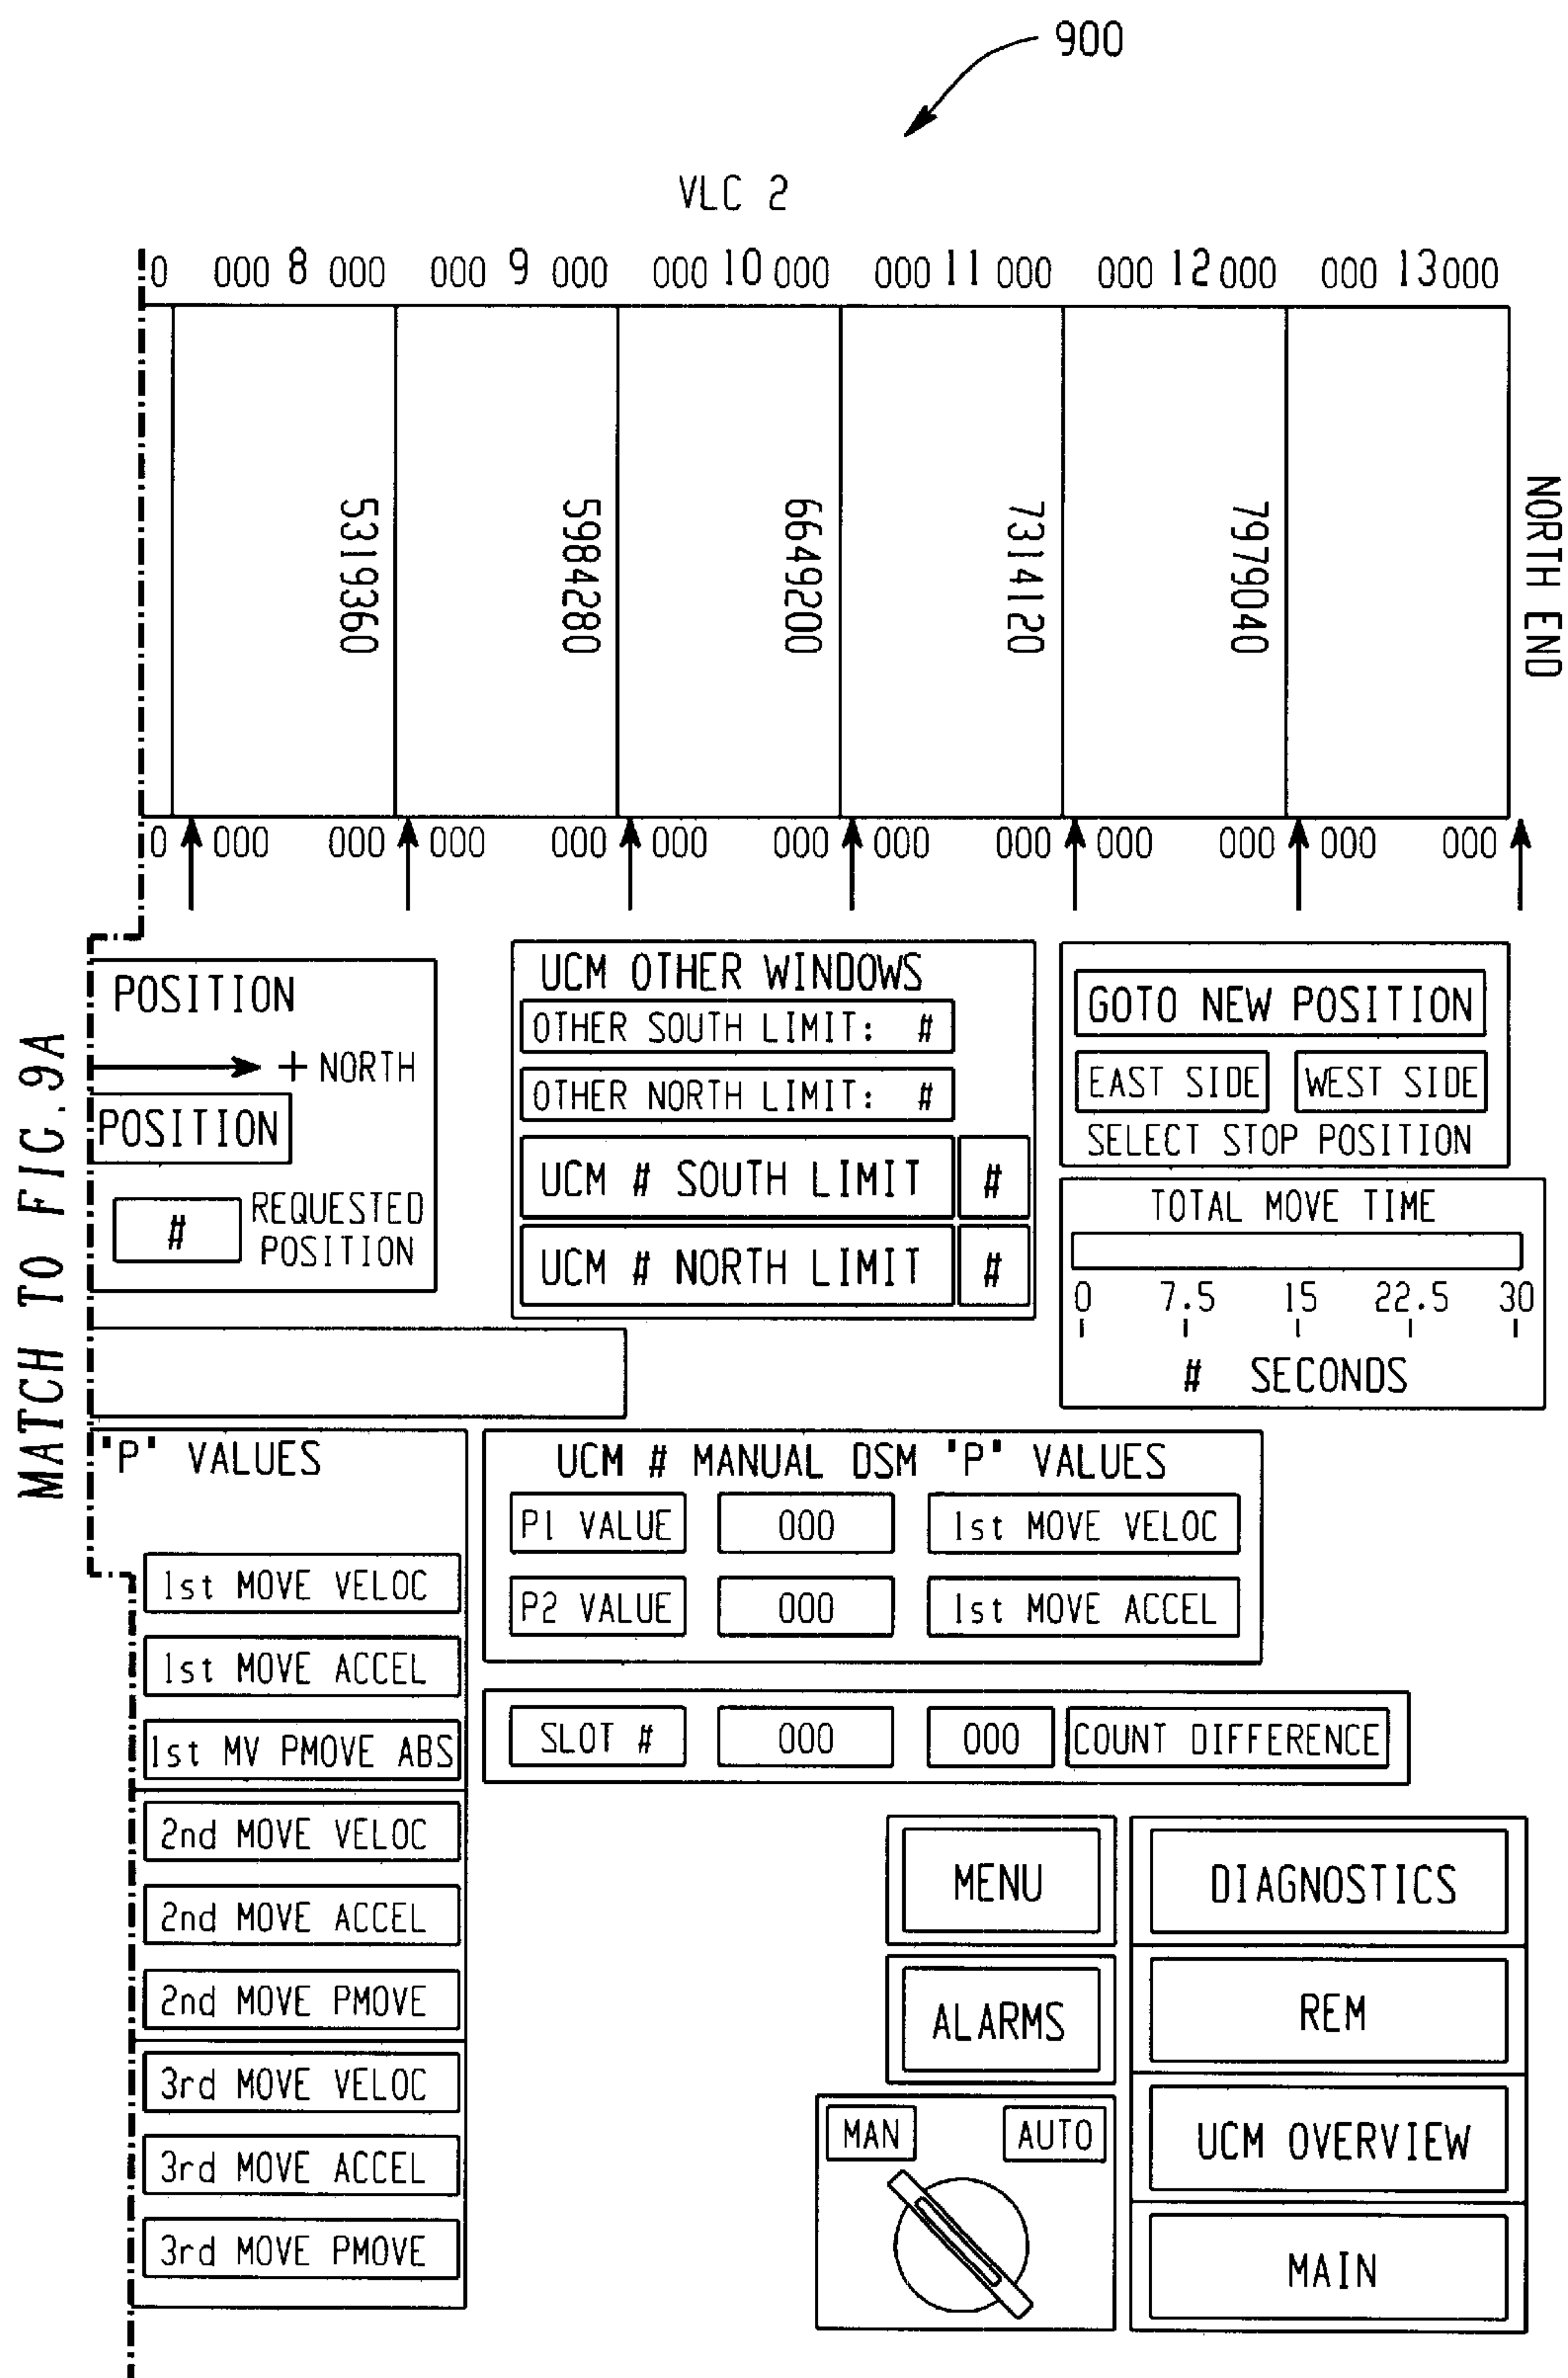 900
VLC 2
0 000 8 000 000 9 000 000 10 000 000 11 000 000 12 000 000 13 000
5319360
5984280
6649200
7314120
7979040
NORTH END
0 000 000 000 000 000 000 000 000 000 000 000
MATCH TO FIG.9A
POSITION
+ NORTH
POSITION
# REQUESTED
POSITION
UCM OTHER WINDOWS
OTHER SOUTH LIMIT: #
OTHER NORTH LIMIT: #
UCM # SOUTH LIMIT #
UCM # NORTH LIMIT #
GOTO NEW POSITION
EAST SIDE WEST SIDE
SELECT STOP POSITION
TOTAL MOVE TIME
0 7.5 15 22.5 30
# SECONDS
"P" VALUES
1st MOVE VELOC
1st MOVE ACCEL
1st MV PMOVE ABS
2nd MOVE VELOC
2nd MOVE ACCEL
2nd MOVE PMOVE
3rd MOVE VELOC
3rd MOVE ACCEL
3rd MOVE PMOVE
UCM # MANUAL DSM "P" VALUES
P1 VALUE 000 1st MOVE VELOC
P2 VALUE 000 1st MOVE ACCEL
SLOT # 000 000 COUNT DIFFERENCE
MENU
ALARMS
MAN AUTO
DIAGNOSTICS
REM
UCM OVERVIEW
MAIN